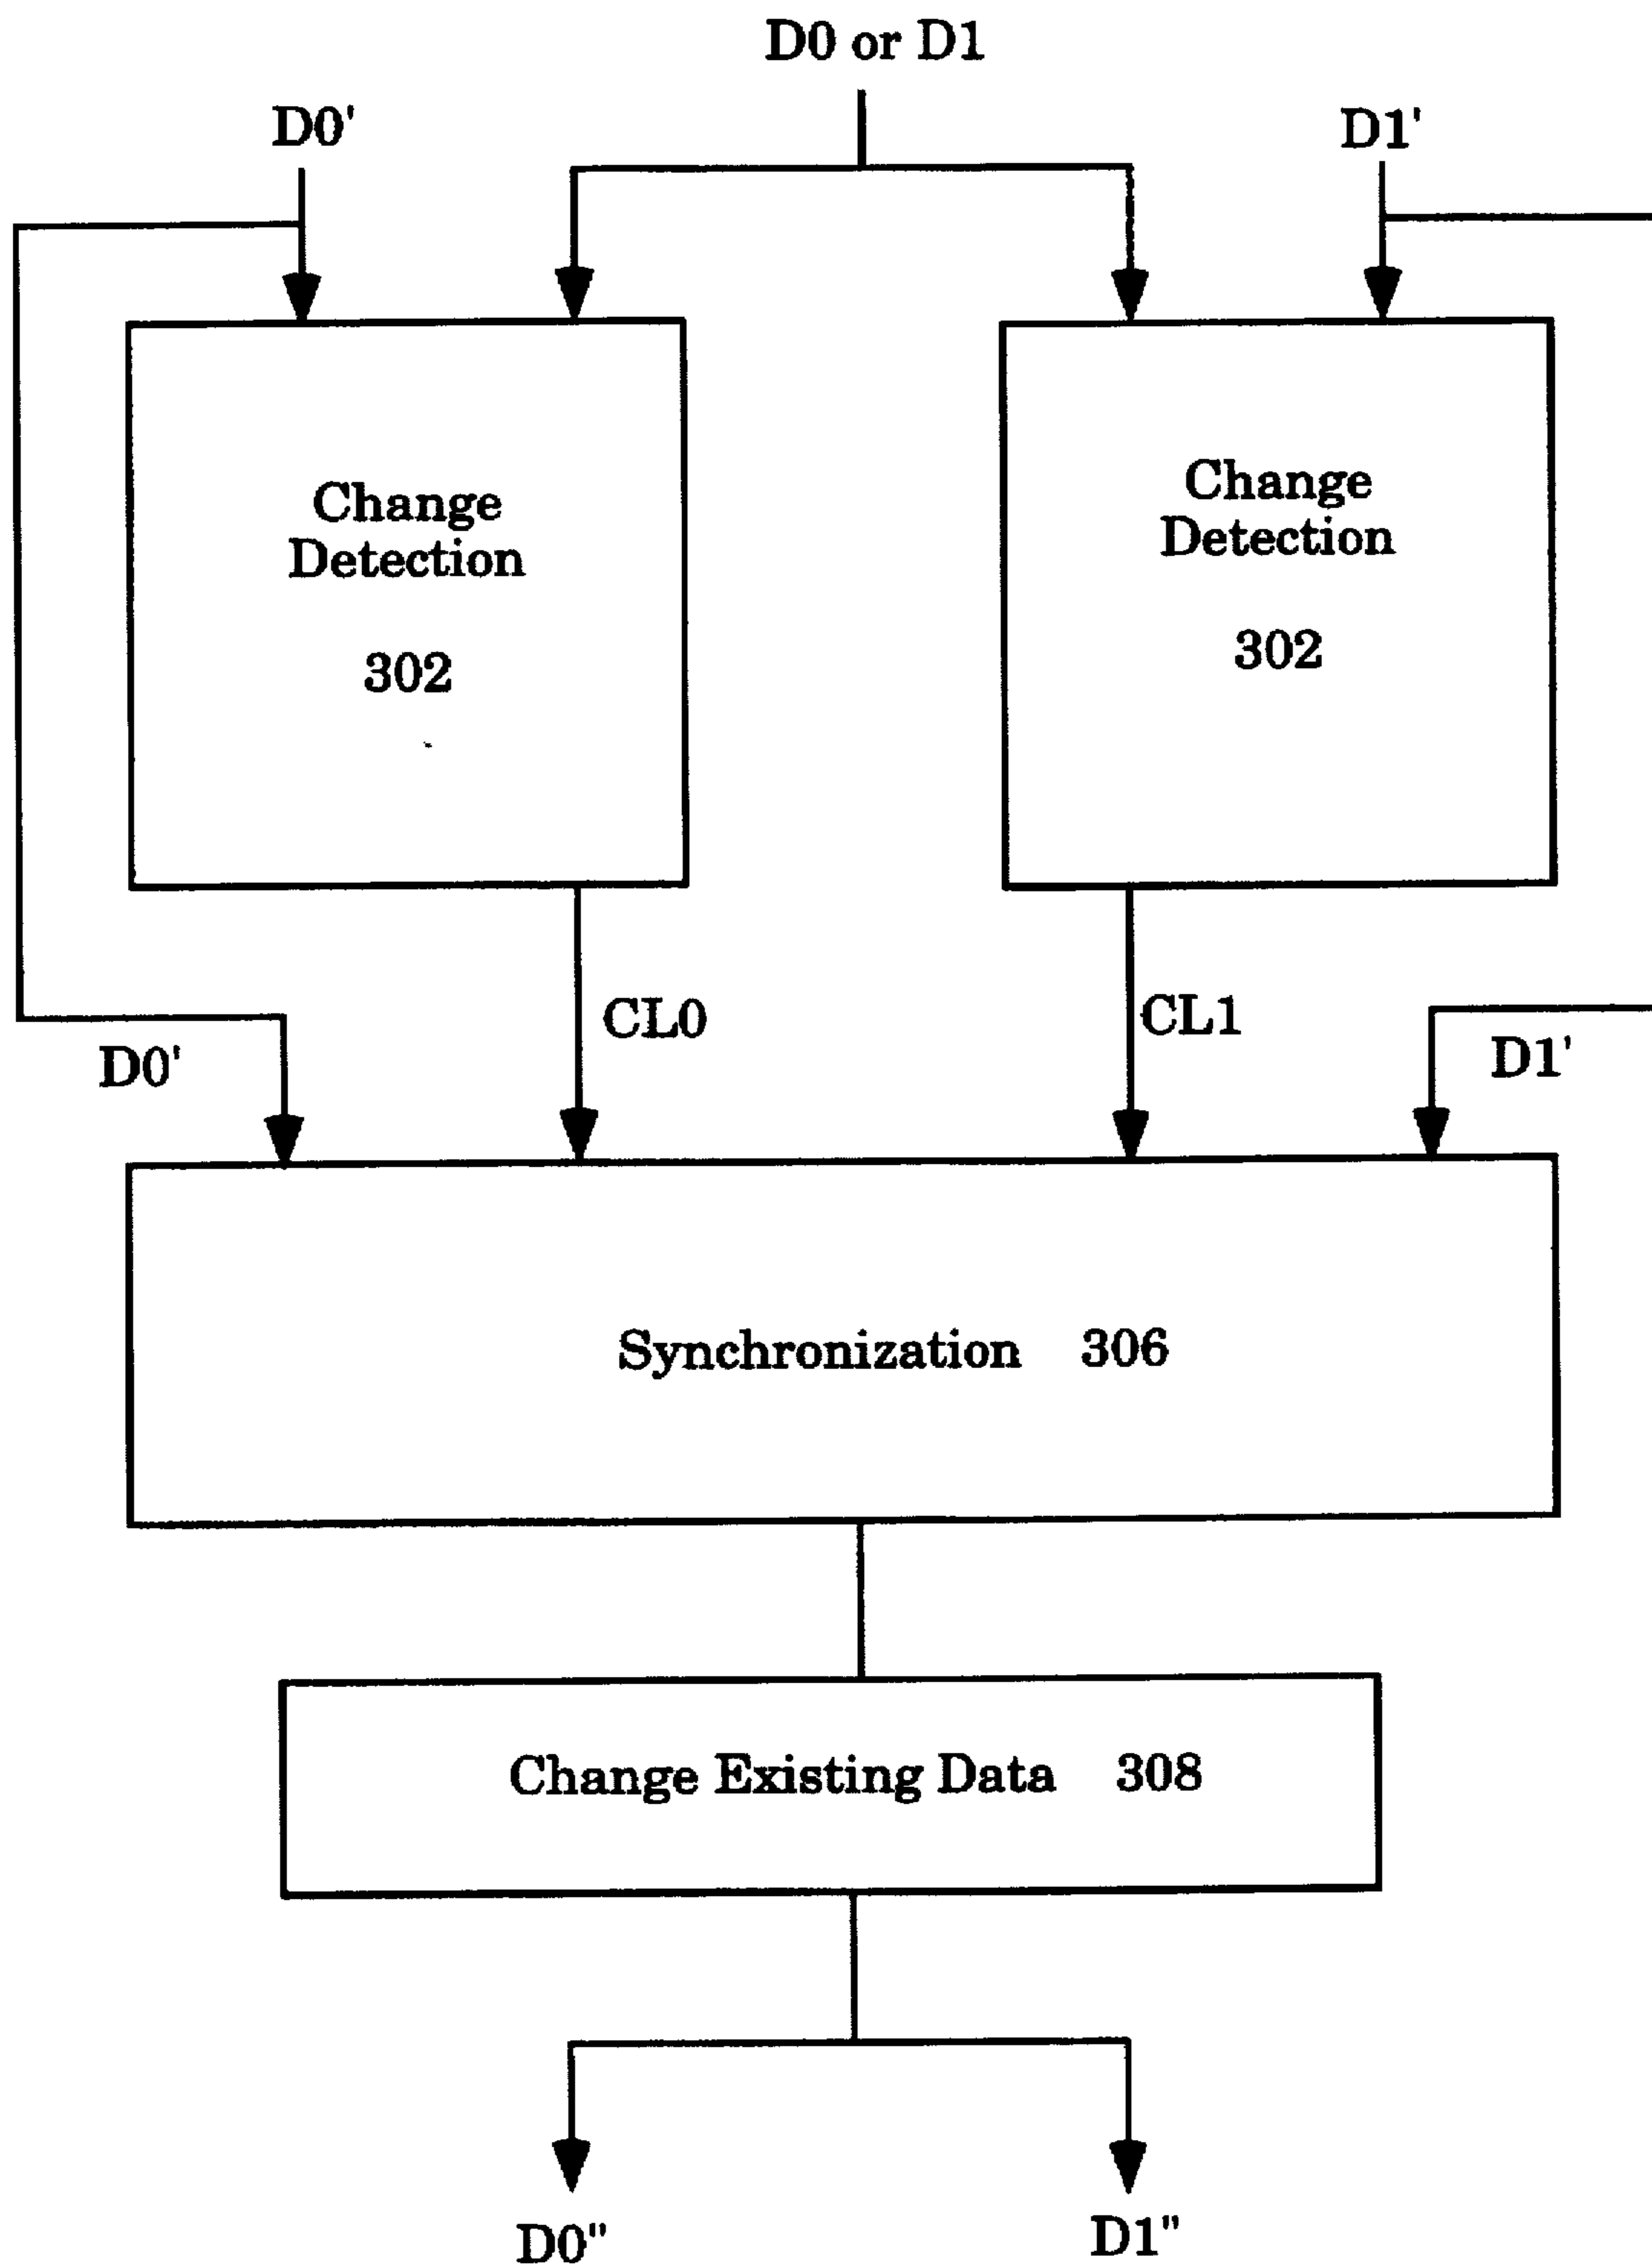 D0 or D1
D0'
D1'
Change
Detection
302
Change
Detection
302
CL0
CL1
D0'
D1'
Synchronization 306
Change Existing Data 308
D0"
D1"